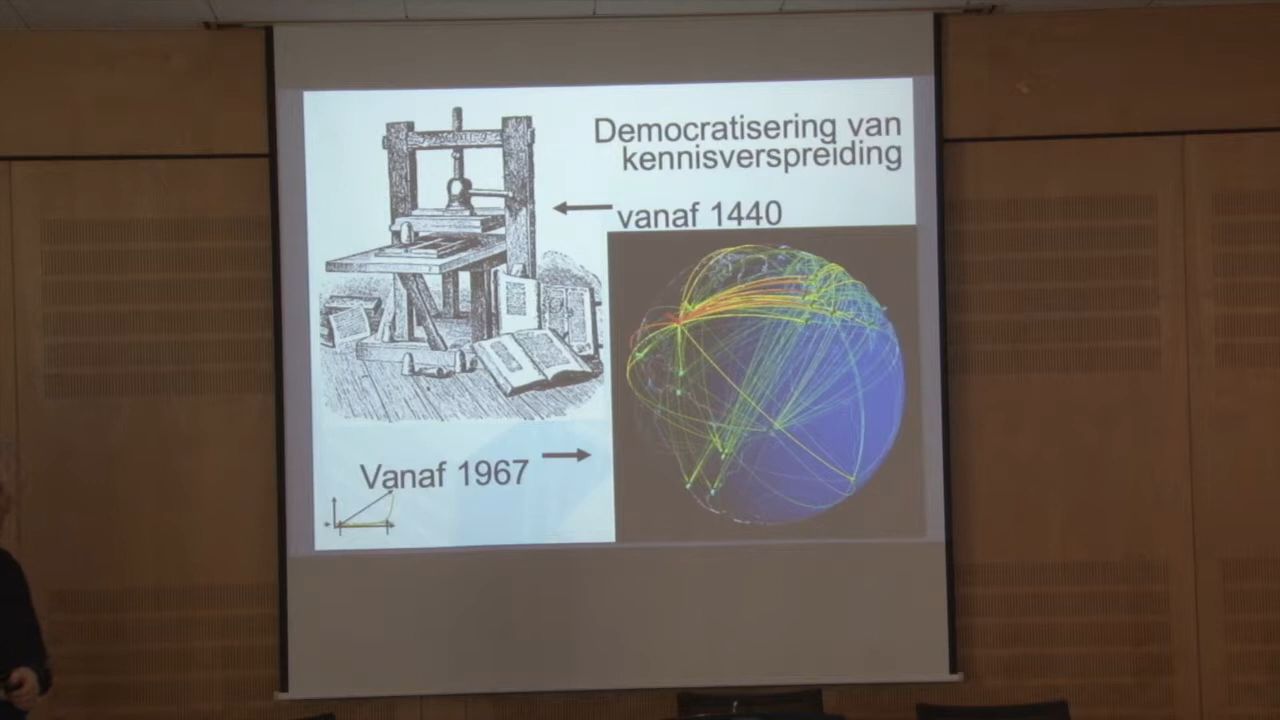 Democratisering van
kennisverspreiding
vanaf 1440
Vanaf 1967